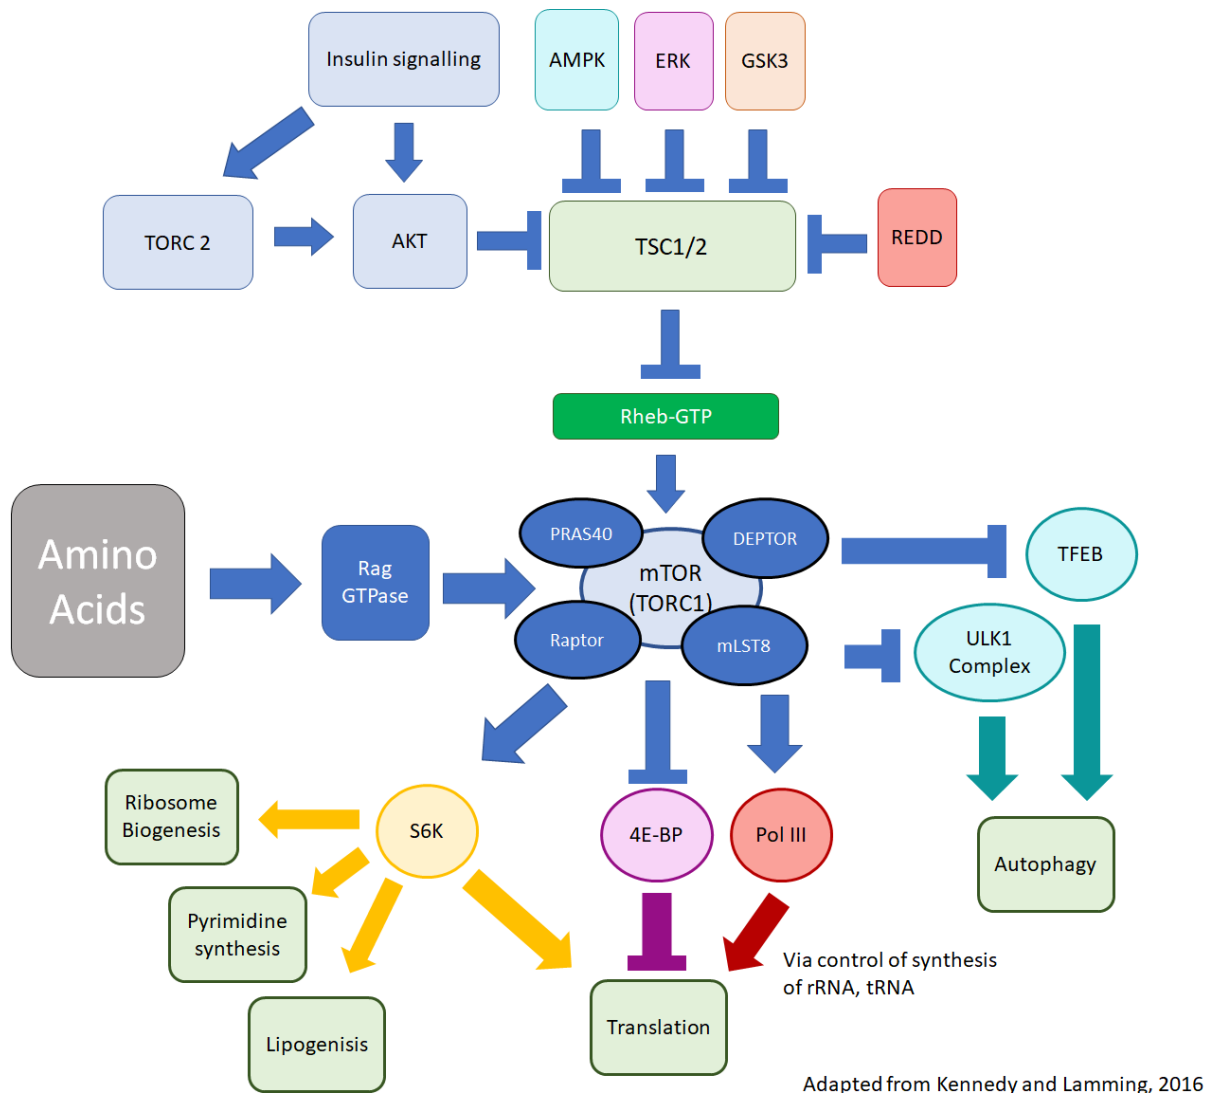 Insulin signalling
AMPK
ERK
GSK3
TORC 2
AKT
TSC1/2
REDD
Rheb-GTP
Amino
Acids
Rag
GTPase
PRAS40
DEPTOR
mTOR
(TORC1)
Raptor
mLST8
TFEB
ULK1
Complex
Ribosome
Biogenesis
S6K
4E-BP
Pol III
Autophagy
Pyrimidine
synthesis
Via control of synthesis
of rRNA, tRNA
Lipogenisis
Translation
Adapted from Kennedy and Lamming, 2016